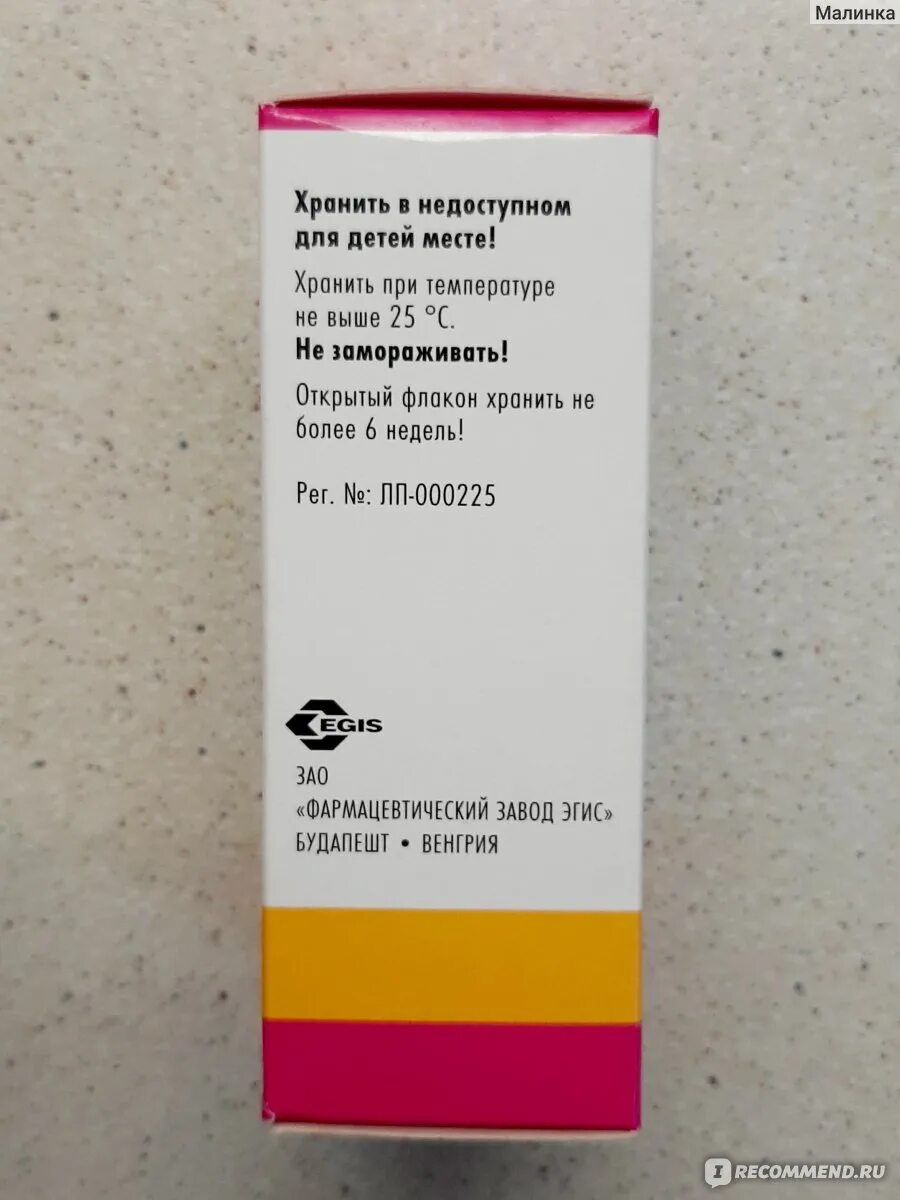 Малинка
Хранить в недоступном
для детей месте!
Хранить при температуре
не выше 25 °С.
Не замораживать!
Открытый флакон хранить не
более 6 недель!
Рег. №: ЛП-000225
EGIS
ЗАО
«ФАРМАЦЕВТИЧЕСКИЙ ЗАВОД ЭГИС»
БУДАПЕШТ • ВЕНГРИЯ
IRECOMMEND.RU